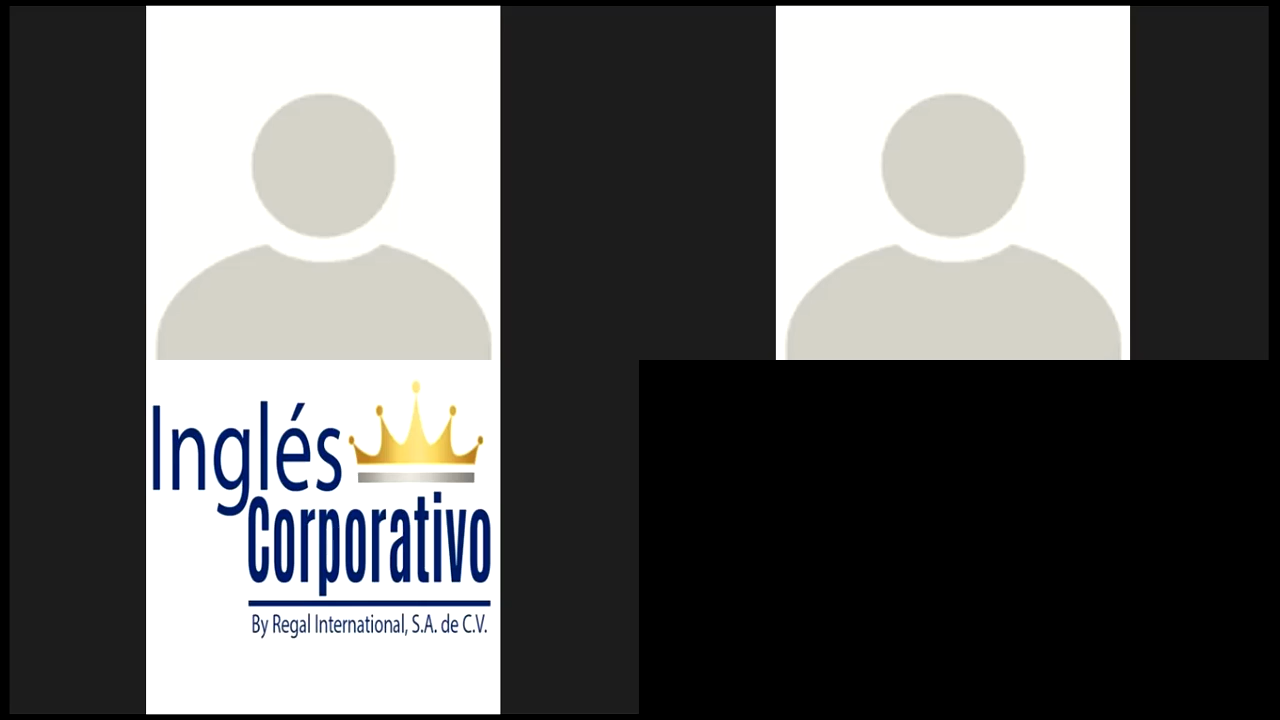 Inglés
Corporativo
By Regal International, S.A. de C.V.